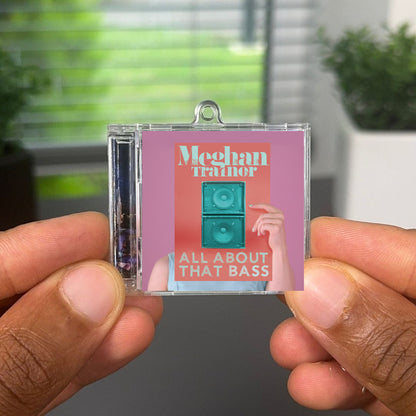 Meghan
Trainor
ALL ABOUT
THAT BASS